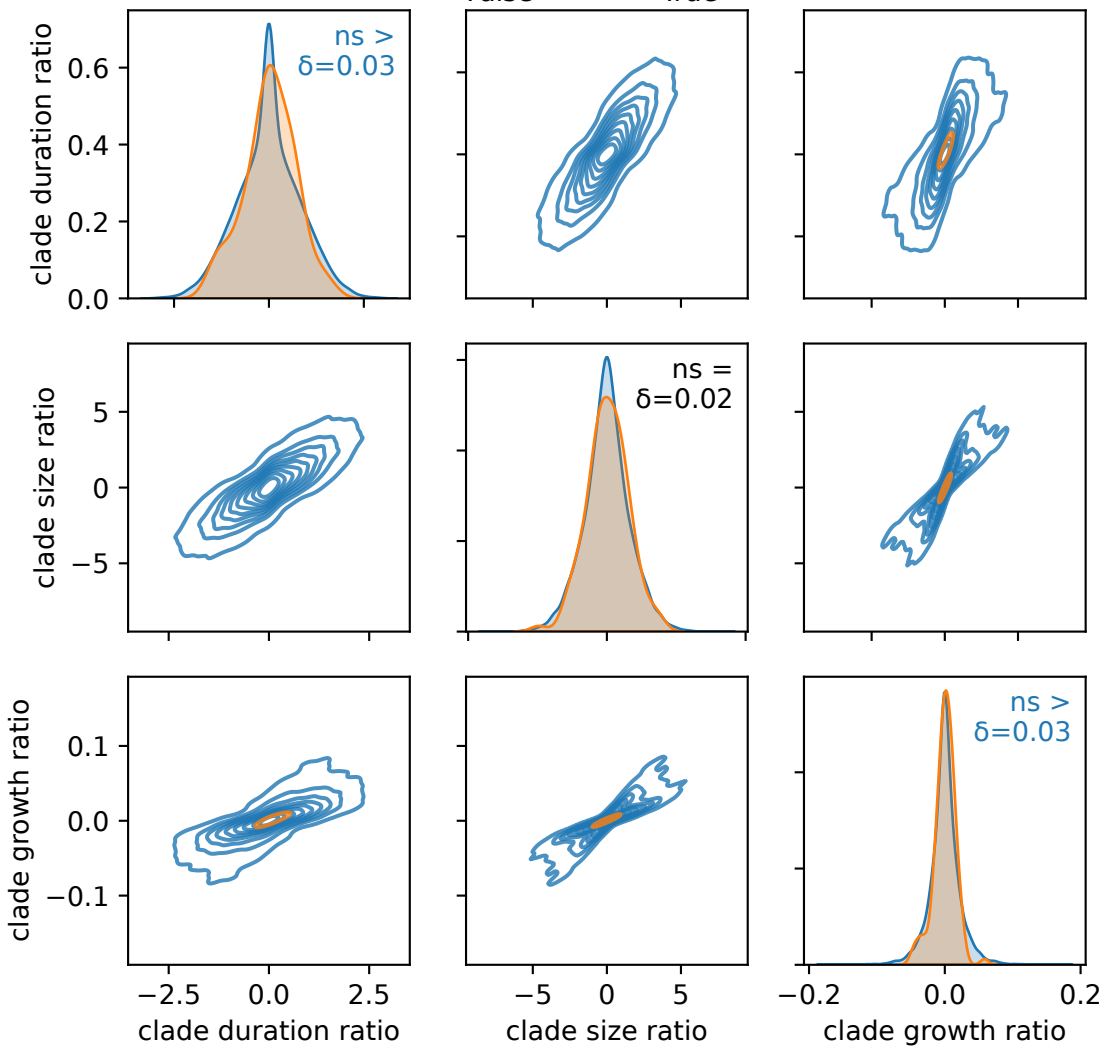 clade duration ratio
0.6
0.4
0.2
0.0
ns >
δ=0.03
clade size ratio
5
0
−5
ns =
δ=0.02
clade growth ratio
0.1
0.0
−0.1
ns >
δ=0.03
−2.5 0.0 2.5
−5 0 5
−0.2 0.0 0.2
clade duration ratio
clade size ratio
clade growth ratio